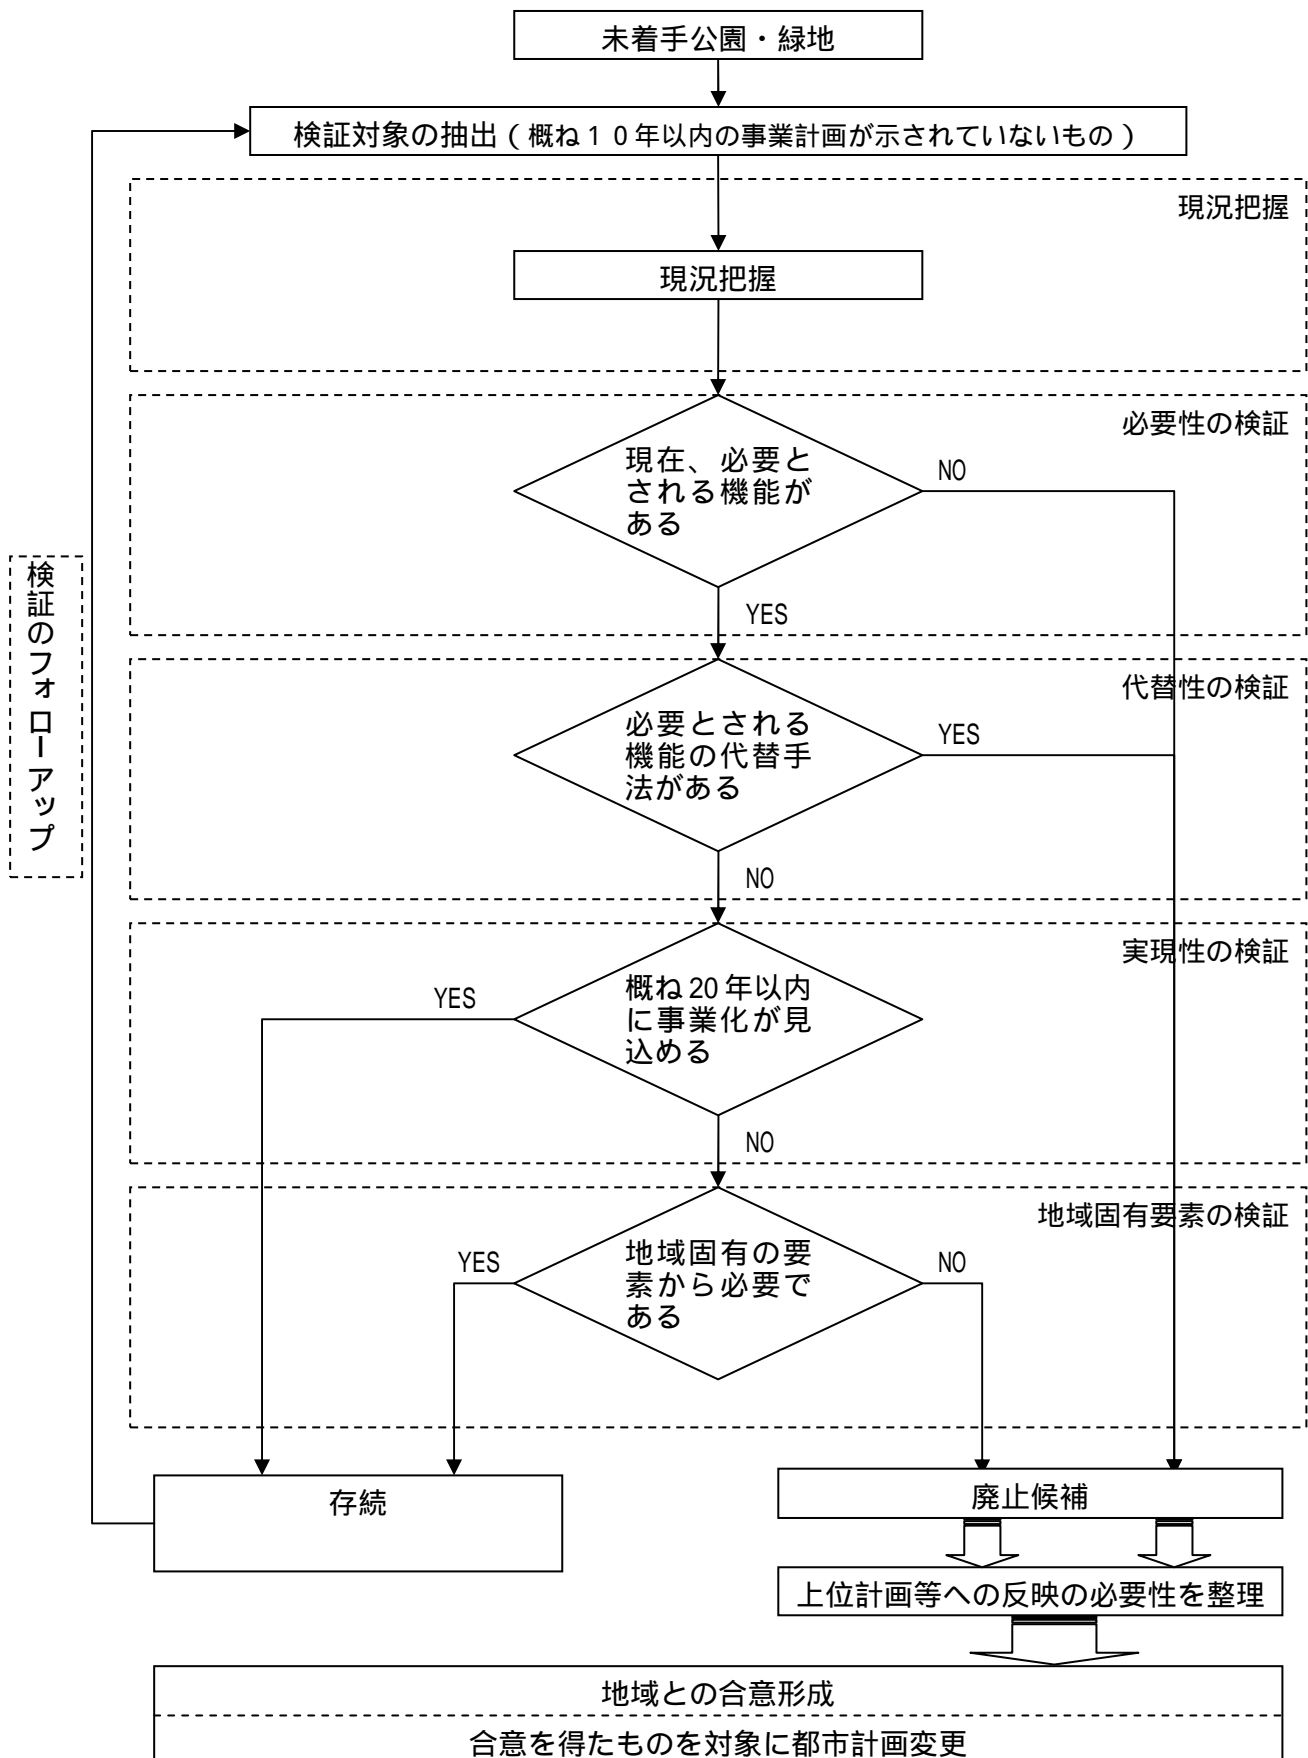 未着手公園・緑地
検証対象の抽出（概ね１０年以内の事業計画が示されていないもの）
現況把握
現況把握
必要性の検証
現在、必要と
される機能が
ある
NO
YES
検証のフォローアップ
代替性の検証
必要とされる
機能の代替手
法がある
YES
NO
実現性の検証
概ね20年以内
に事業化が見
込める
YES
NO
地域固有要素の検証
地域固有の要
素から必要で
ある
YES
NO
存続
廃止候補
上位計画等への反映の必要性を整理
地域との合意形成
合意を得たものを対象に都市計画変更